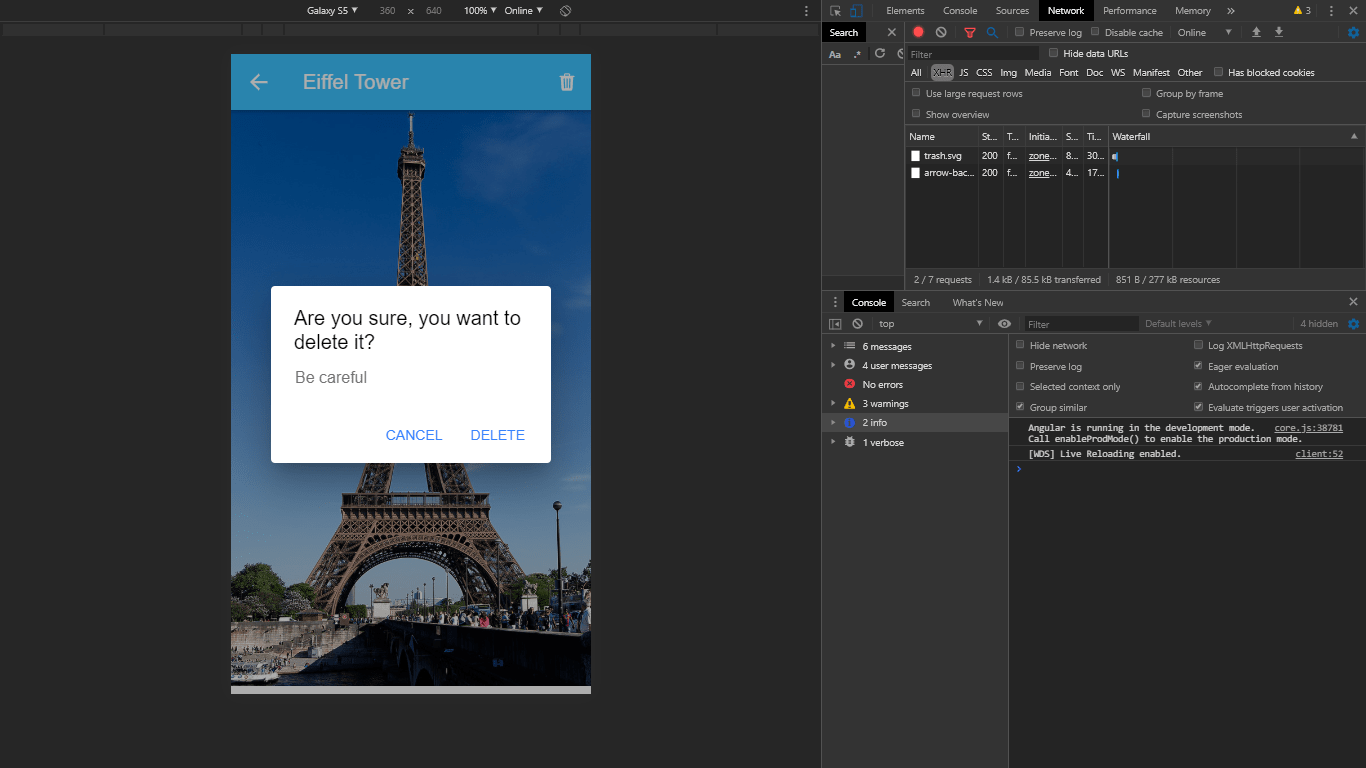 Galaxy S5 ▼ 360 × 640 100% ▼ Online ▼
Eiffel Tower
Are you sure, you want to
delete it?
Be careful
CANCEL DELETE
Elements Console Sources Network Performance Memory » 3
Search
Aa .*
Preserve log Disable cache Online ▼
Filter Hide data URLs
All XHR JS CSS Img Media Font Doc WS Manifest Other Has blocked cookies
Use large request rows Group by frame
Show overview Capture screenshots
Name St... T... Initia... S... Ti... Waterfall
trash.svg 200 f... zone... 8... 30...
arrow-bac... 200 f... zone... 4... 17...
2 / 7 requests 1.4 kB / 85.5 kB transferred 851 B / 277 kB resources
Console Search What's New
top ▼ Filter Default levels ▼ 4 hidden
6 messages
4 user messages
No errors
3 warnings
2 info
1 verbose
Hide network Log XMLHttpRequests
Preserve log Eager evaluation
Selected context only Autocomplete from history
Group similar Evaluate triggers user activation
Angular is running in the development mode. core.js:38781
Call enableProdMode() to enable the production mode.
[WDS] Live Reloading enabled. client:52